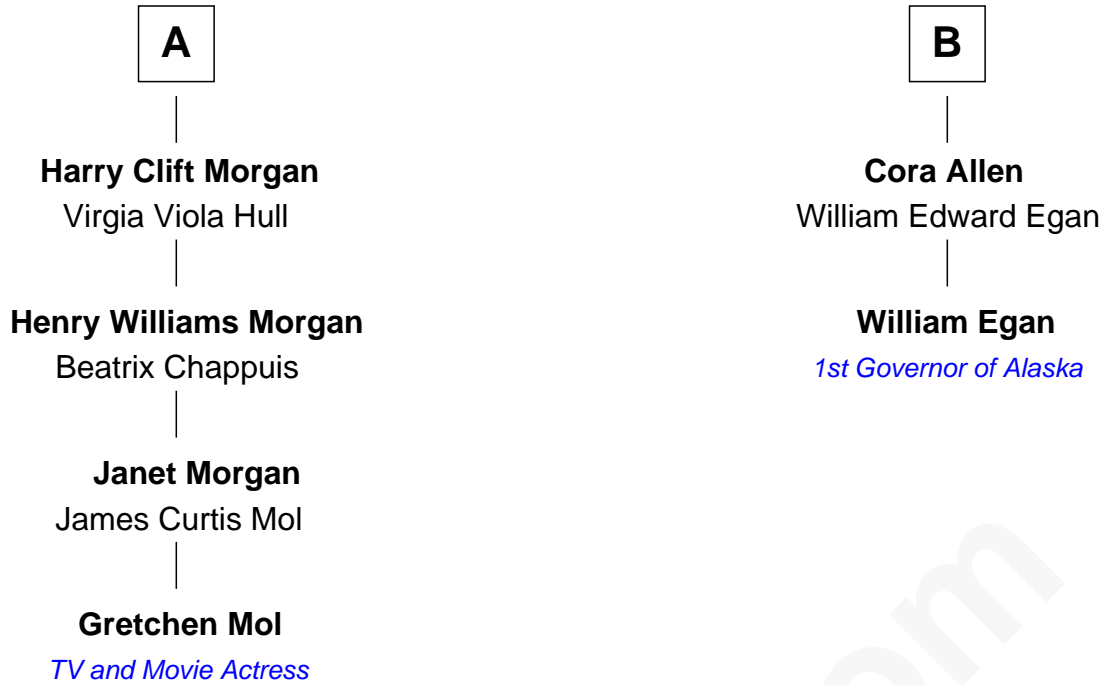 A
Harry Clift Morgan
Virgia Viola Hull
Henry Williams Morgan
Beatrix Chappuis
Janet Morgan
James Curtis Mol
Gretchen Mol
TV and Movie Actress
B
Cora Allen
William Edward Egan
William Egan
1st Governor of Alaska
om